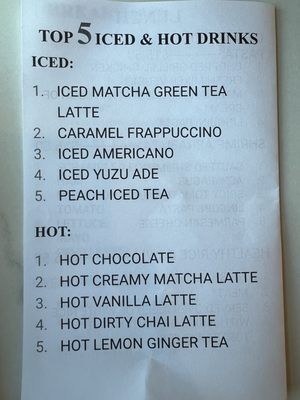 TOP 5 ICED & HOT DRINKS
ICED:
1. ICED MATCHA GREEN TEA
LATTE
2. CARAMEL FRAPPUCCINO
3. ICED AMERICANO
4. ICED YUZU ADE
5. PEACH ICED TEA
HOT:
1. HOT CHOCOLATE
2. HOT CREAMY MATCHA LATTE
3. HOT VANILLA LATTE
4. HOT DIRTY CHAI LATTE
5. HOT LEMON GINGER TEA